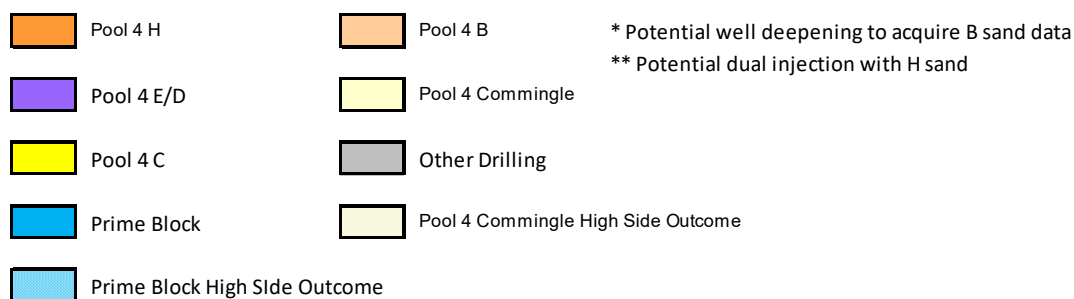 Pool 4 H
Pool 4 B
* Potential well deepening to acquire B sand data
** Potential dual injection with H sand
Pool 4 E/D
Pool 4 Commingle
Pool 4 C
Other Drilling
Prime Block
Pool 4 Commingle High Side Outcome
Prime Block High SIde Outcome